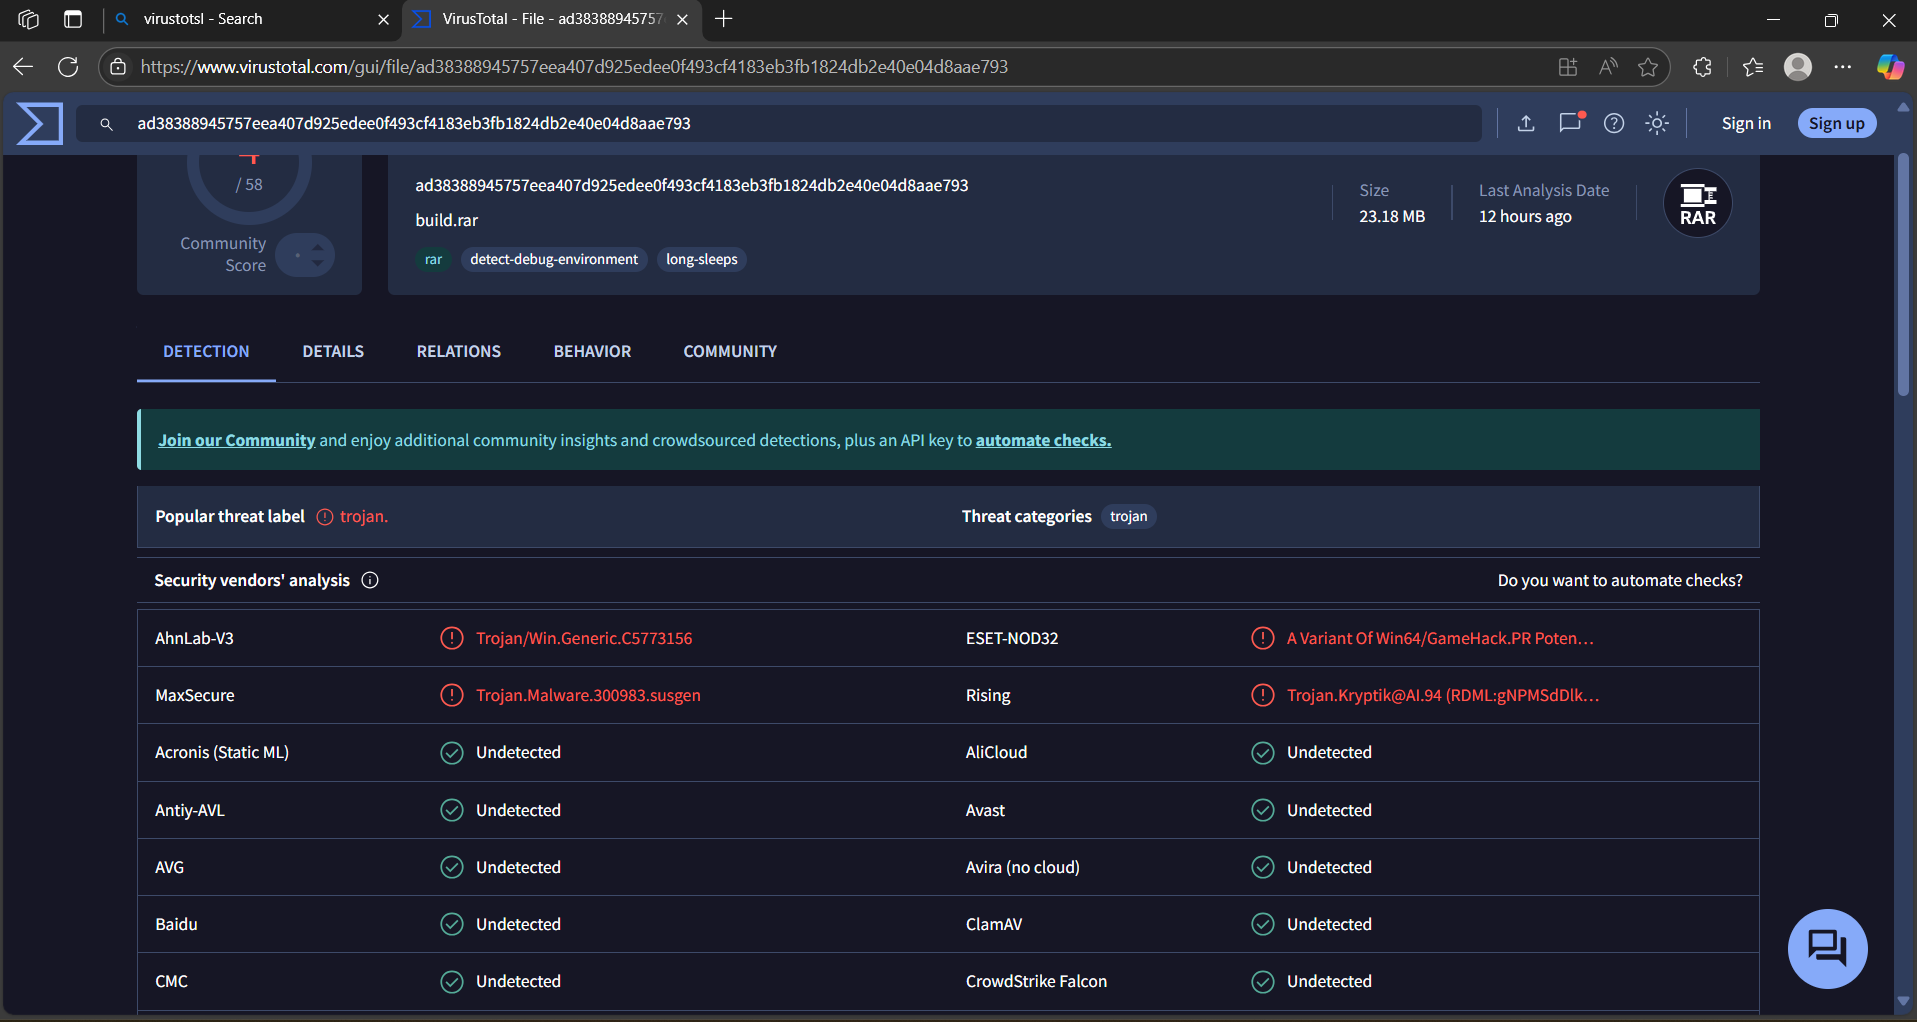 virustotsl - Search
VirusTotal - File - ad38388945757
https://www.virustotal.com/gui/file/ad38388945757eea407d925edee0f493cf4183eb3fb1824db2e40e04d8aae793
ad38388945757eea407d925edee0f493cf4183eb3fb1824db2e40e04d8aae793
Sign in
Sign up
/ 58
Community
Score
ad38388945757eea407d925edee0f493cf4183eb3fb1824db2e40e04d8aae793
build.rar
rar
detect-debug-environment
long-sleeps
Size
23.18 MB
Last Analysis Date
12 hours ago
RAR
DETECTION
DETAILS
RELATIONS
BEHAVIOR
COMMUNITY
Join our Community and enjoy additional community insights and crowdsourced detections, plus an API key to automate checks.
Popular threat label
trojan.
Threat categories
trojan
Security vendors' analysis
Do you want to automate checks?
AhnLab-V3
Trojan/Win.Generic.C5773156
ESET-NOD32
A Variant Of Win64/GameHack.PR Poten...
MaxSecure
Trojan.Malware.300983.susgen
Rising
Trojan.Kryptik@AI.94 (RDML:gNPMSdDlk...
Acronis (Static ML)
Undetected
AliCloud
Undetected
Antiy-AVL
Undetected
Avast
Undetected
AVG
Undetected
Avira (no cloud)
Undetected
Baidu
Undetected
ClamAV
Undetected
CMC
Undetected
CrowdStrike Falcon
Undetected